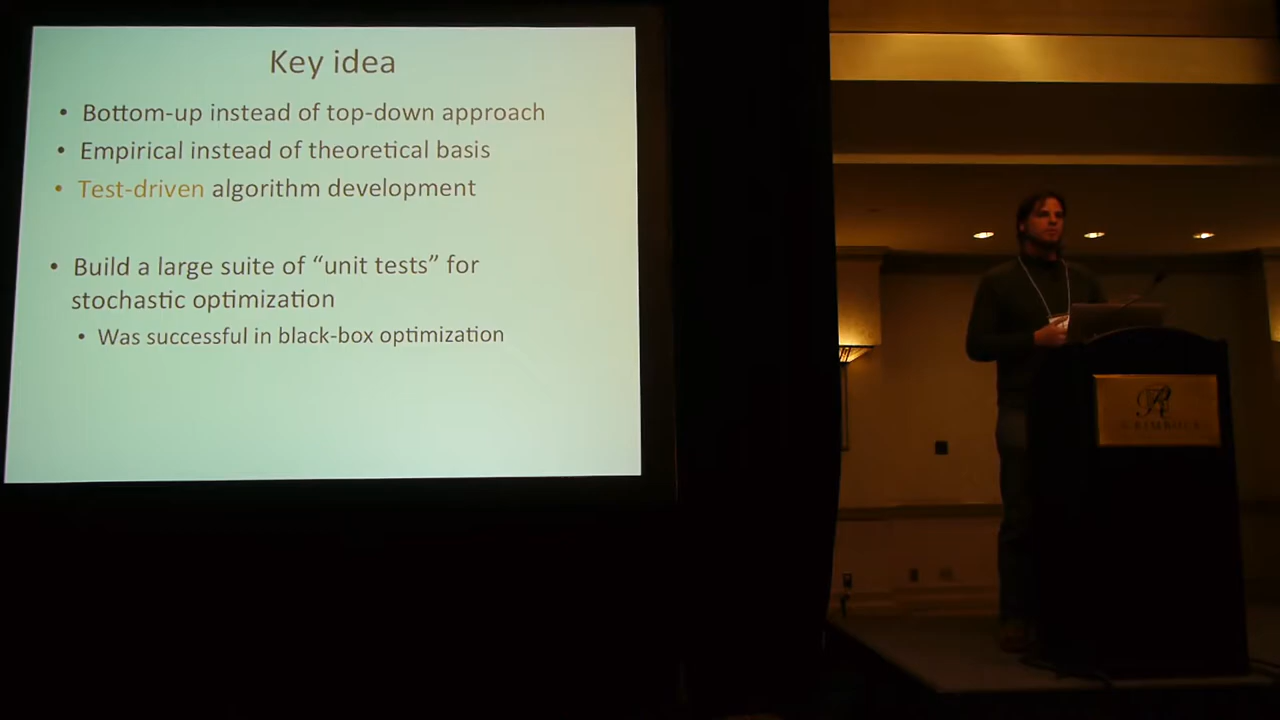 Key idea
• Bottom-up instead of top-down approach
• Empirical instead of theoretical basis
• Test-driven algorithm development
• Build a large suite of “unit tests” for
stochastic optimization
• Was successful in black-box optimization
RIMROCK